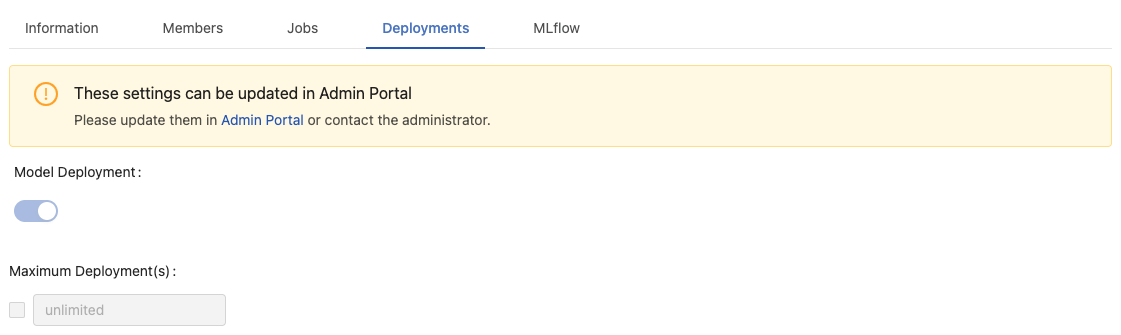 Information Members Jobs Deployments MLflow
These settings can be updated in Admin Portal
Please update them in Admin Portal or contact the administrator.
Model Deployment:
Maximum Deployment(s):
unlimited